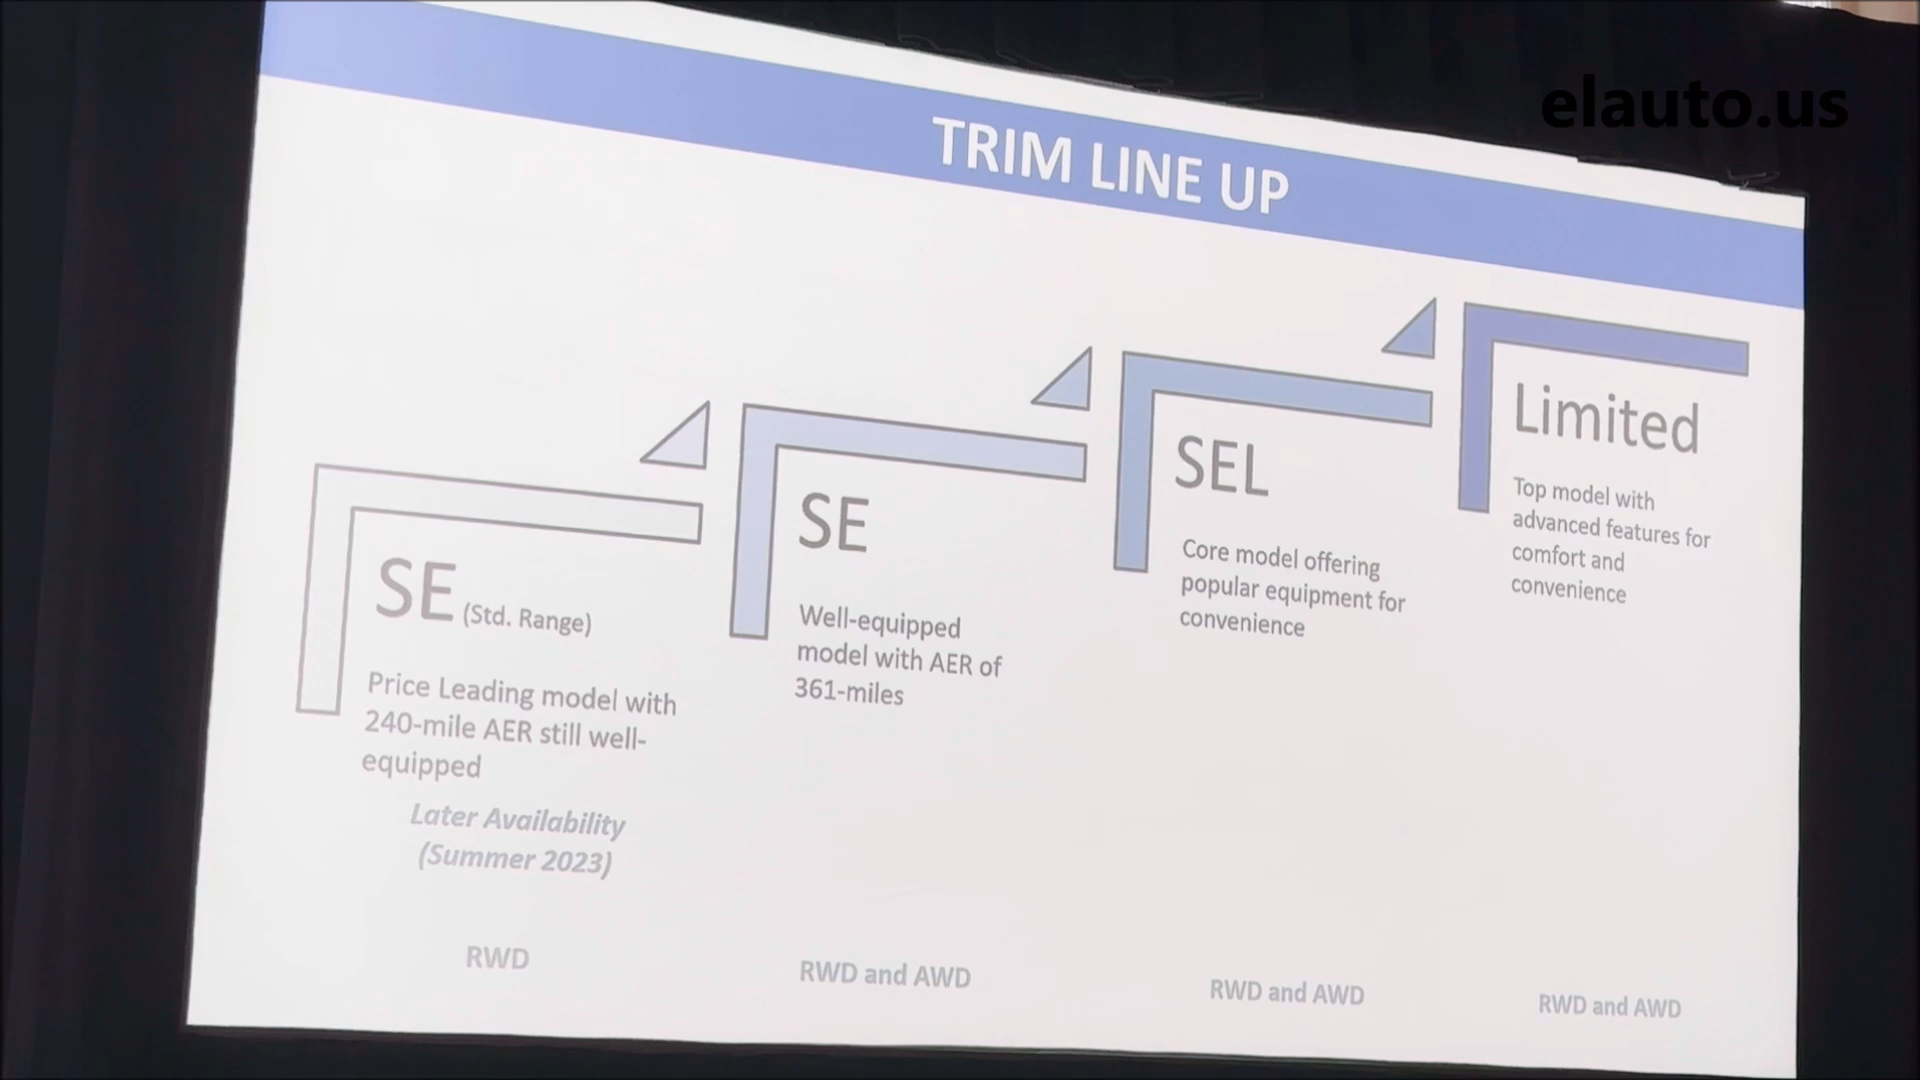 elauto.us
TRIM LINE UP
SE (Std. Range)
Price Leading model with
240-mile AER still well-
equipped
Later Availability
(Summer 2023)
RWD
SE
Well-equipped
model with AER of
361-miles
RWD and AWD
SEL
Core model offering
popular equipment for
convenience
RWD and AWD
Limited
Top model with
advanced features for
comfort and
convenience
RWD and AWD